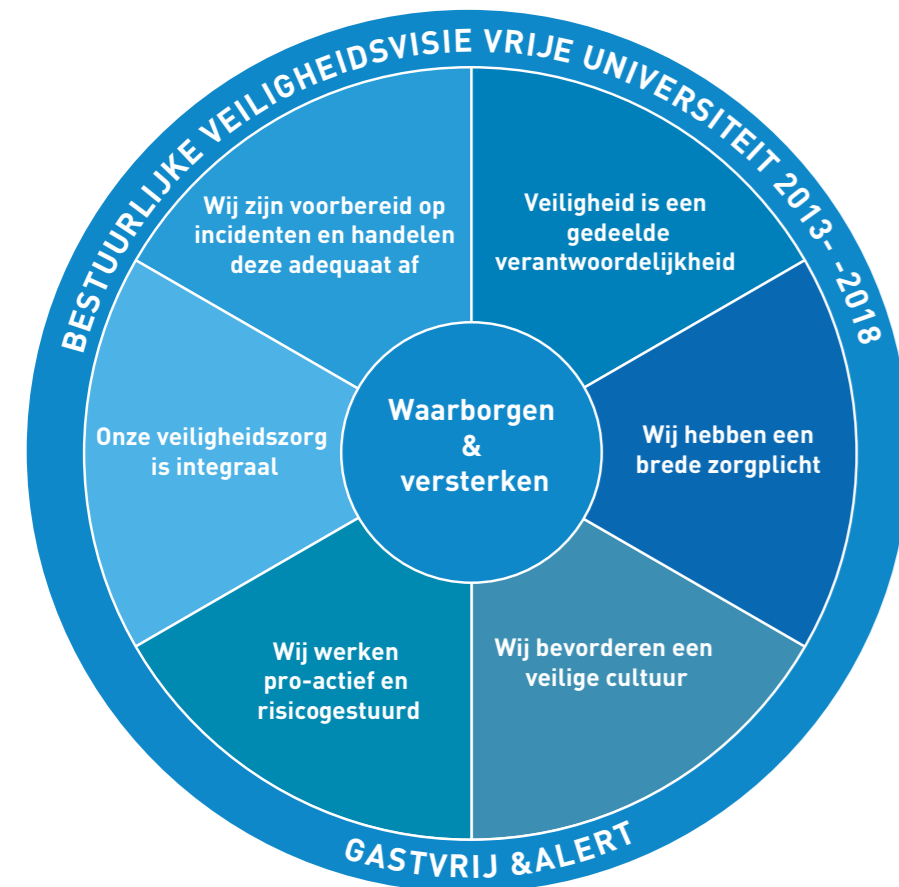 BESTUURLIJKE VEILIGHEIDSVISIE VRIJE UNIVERSITEIT 2013- -2018
Wij zijn voorbereid op
incidenten en handelen
deze adequaat af
Veiligheid is een
gedeelde
verantwoordelijkheid
Onze veiligheidszorg
is integraal
Waarborgen
&
versterken
Wij hebben een
brede zorgplicht
Wij werken
pro-actief en
risicogestuurd
Wij bevorderen een
veilige cultuur
GASTVRIJ &ALERT